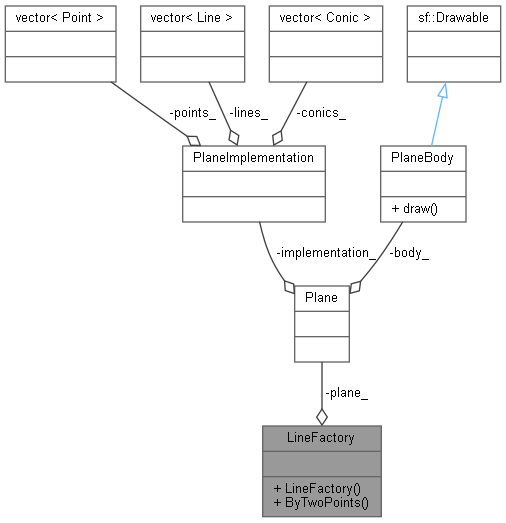 vector< Point >
vector< Line >
vector< Conic >
sf::Drawable
-points_
-lines_
-conics_
PlaneImplementation
PlaneBody
+ draw()
-implementation_
-body_
Plane
-plane_
LineFactory
+ LineFactory()
+ ByTwoPoints()